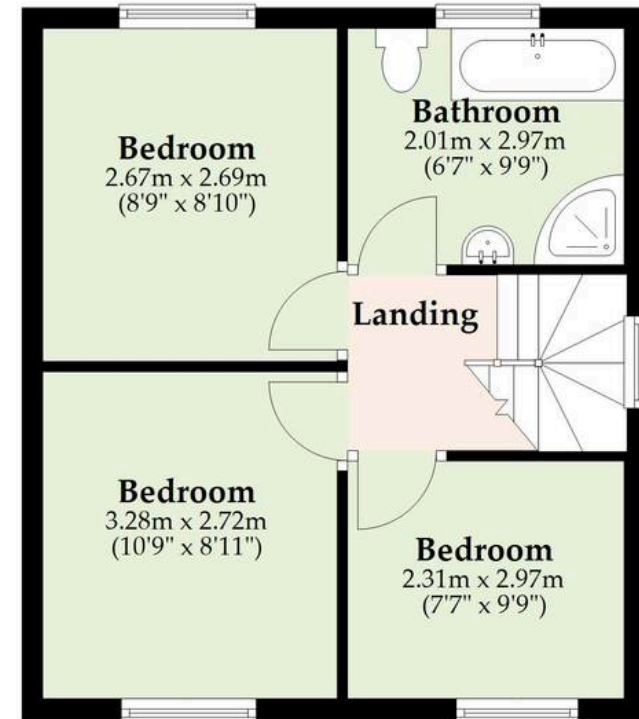 Bedroom
2.67m x 2.69m
(8'9" x 8'10")
Bathroom
2.01m x 2.97m
(6'7" x 9'9")
Landing
Bedroom
3.28m x 2.72m
(10'9" x 8'11")
Bedroom
2.31m x 2.97m
(7'7" x 9'9")